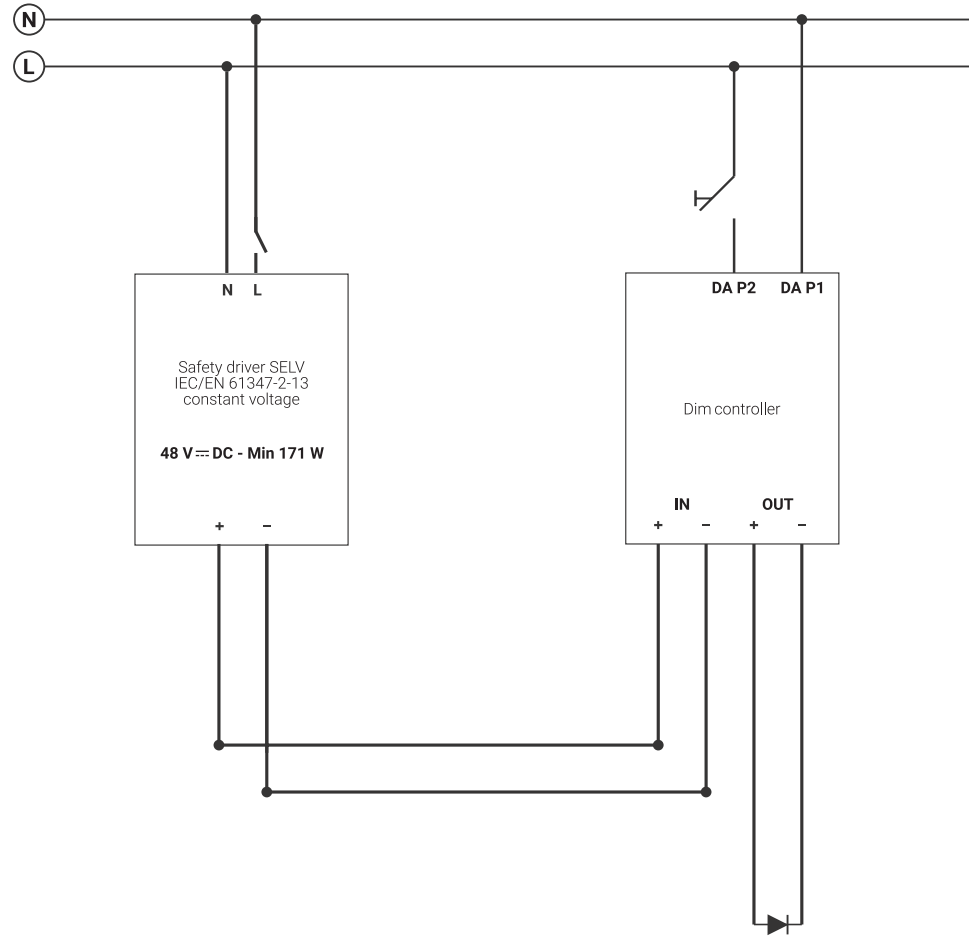 N
L
N L
DA P2 DA P1
Safety driver SELV
IEC/EN 61347-2-13
constant voltage
Dim controller
48 V⎓DC - Min 171 W
IN OUT
+ − + − + −